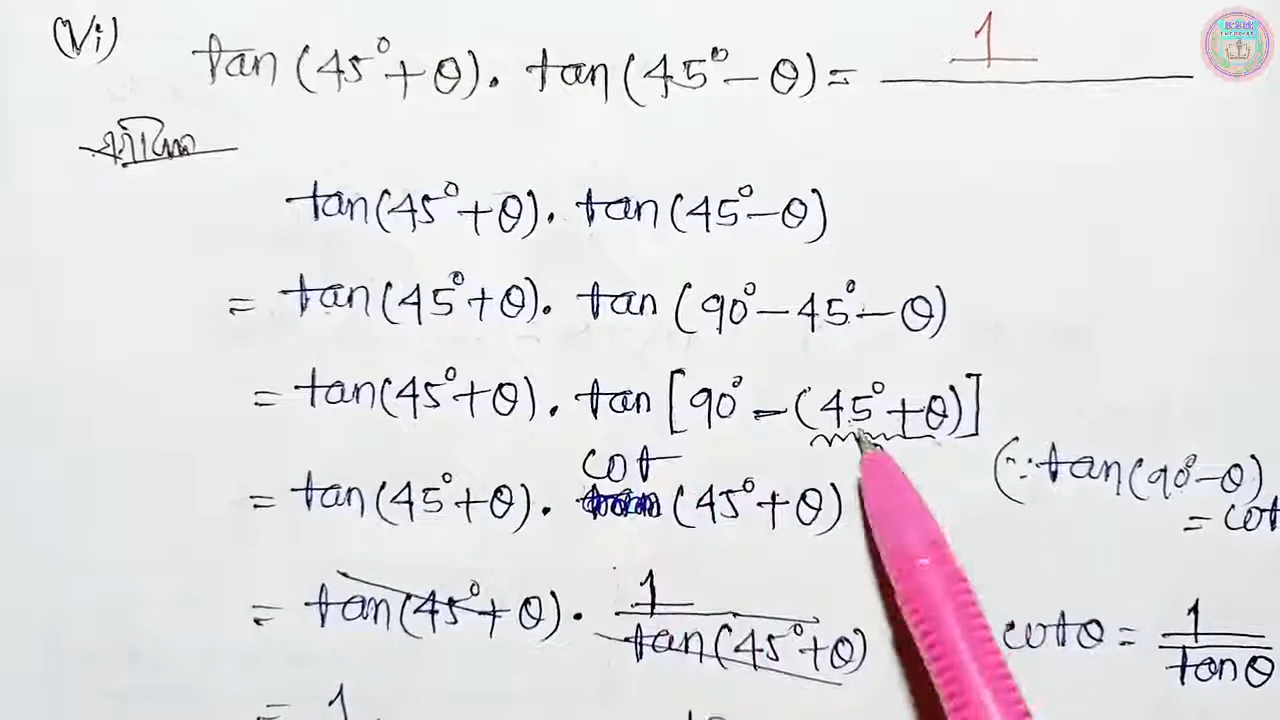 (vi) tan (45° + θ). tan (45° – θ) = 1
tan(45° + θ). tan (45° – θ)
= tan(45° + θ). tan (90° – 45° – θ)
= tan(45° + θ). tan [90° – (45° + θ)]
= tan(45° + θ). cot (45° + θ)
(∵ tan(90° – θ)
= cot
= tan(45° + θ). 1/tan(45° + θ)
cotθ = 1/tanθ
= 1